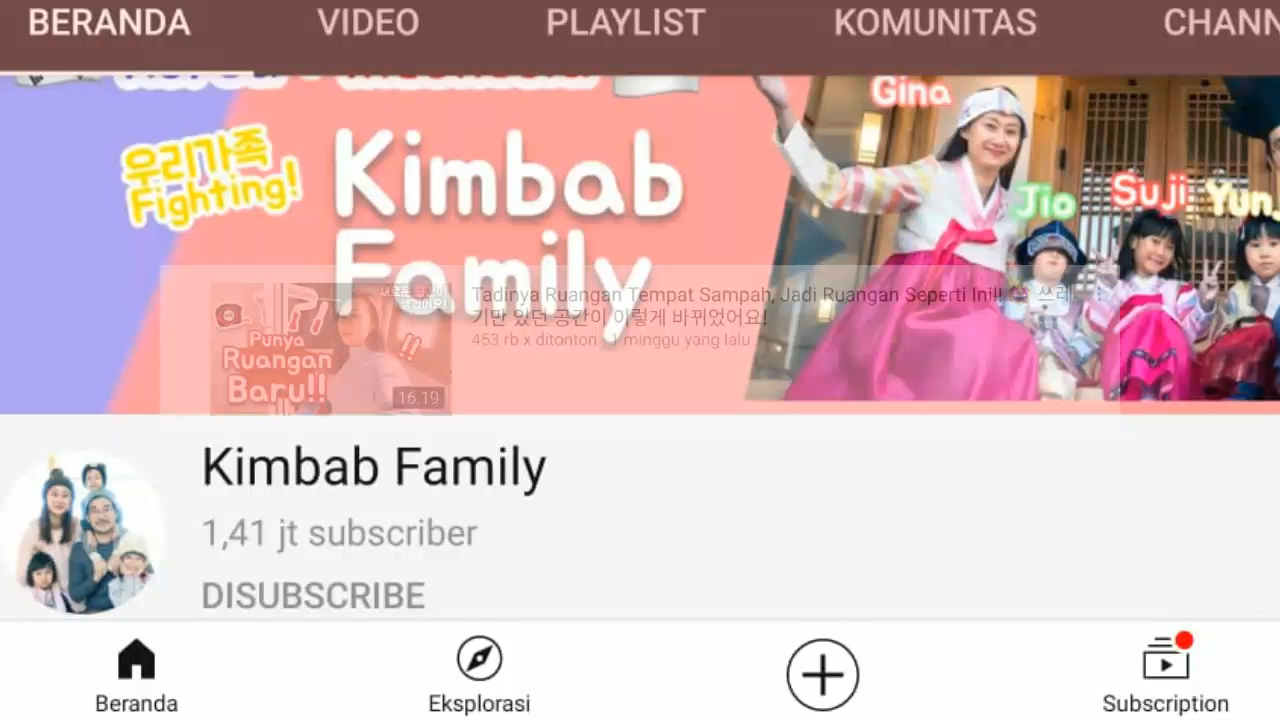 BERANDA VIDEO PLAYLIST KOMUNITAS CHANN
Gina
우리가족
Fighting!
Kimbab
Family
Jio
Suji
Yun
Tadinya Ruangan Tempat Sampah, Jadi Ruangan Seperti Ini!!
기만 있던 공간이 이렇게 바뀌었어요!
453 rb x ditonton · 1 minggu yang lalu
Punya
Ruangan
Baru!!
16.19
Kimbab Family
1,41 jt subscriber
DISUBSCRIBE
Beranda
Eksplorasi
Subscription